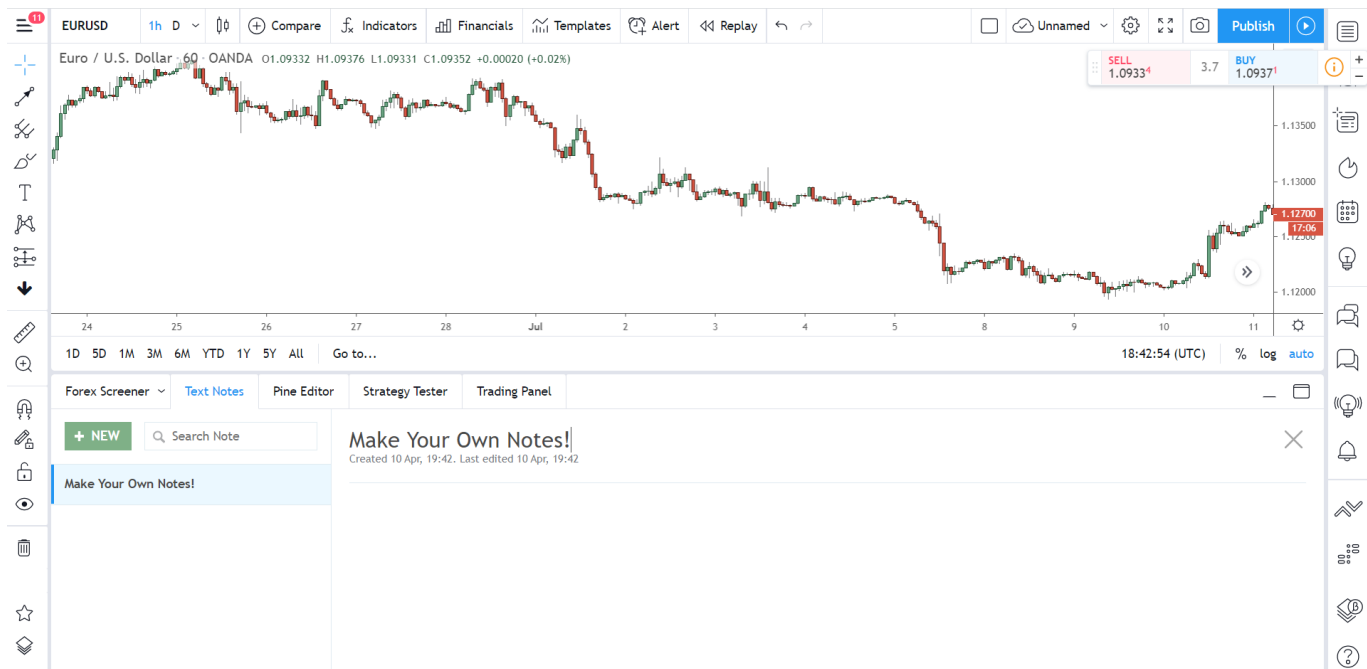 11
EURUSD 1h D Compare Indicators Financials Templates Alert Replay Unnamed Publish
Euro / U.S. Dollar · 60 · OANDA O1.09332 H1.09376 L1.09331 C1.09352 +0.00020 (+0.02%)
SELL
1.09334
3.7
BUY
1.09371
1.13500
1.13000
1.12700
17:06
1.12500
1.12000
24 25 26 27 28 Jul 2 3 4 5 8 9 10 11
1D 5D 1M 3M 6M YTD 1Y 5Y All Go to... 18:42:54 (UTC) % log auto
Forex Screener Text Notes Pine Editor Strategy Tester Trading Panel
+ NEW Search Note
Make Your Own Notes!
Created 10 Apr, 19:42. Last edited 10 Apr, 19:42
Make Your Own Notes!